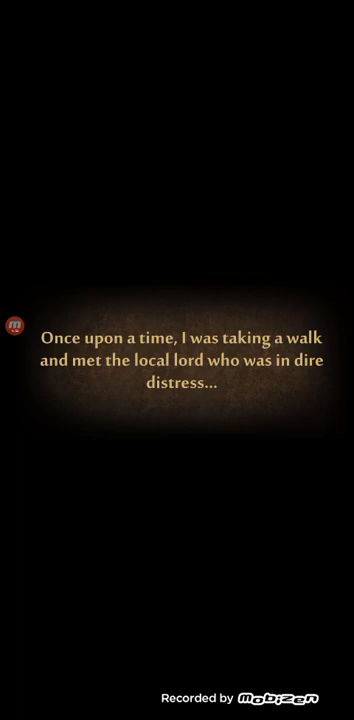 Once upon a time, I was taking a walk
and met the local lord who was in dire
distress...
Recorded by mobizen